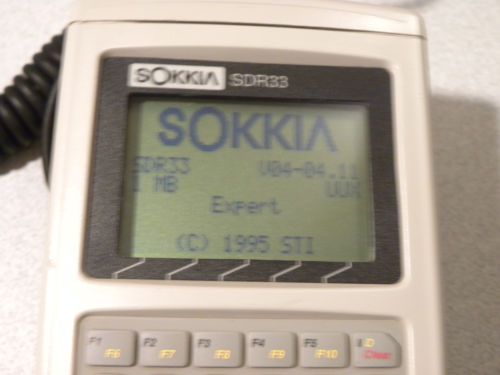 SOKKIA SDR33
SOKKIA
SDR33 V04-04.11
1 MB
Expert
(C) 1995 STI
F1 F2 F3 F4 F5
F6 F7 F8 F9 F10 Clear